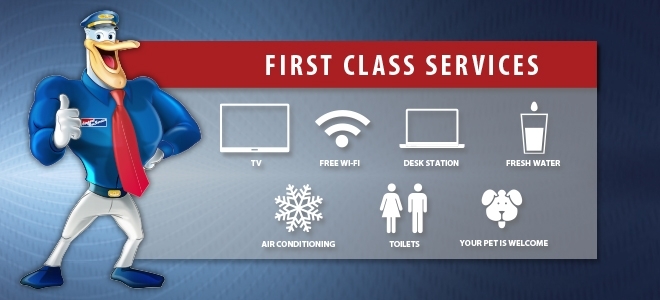 FIRST CLASS SERVICES
TV
FREE WI-FI
DESK STATION
FRESH WATER
AIR CONDITIONING
TOILETS
YOUR PET IS WELCOME